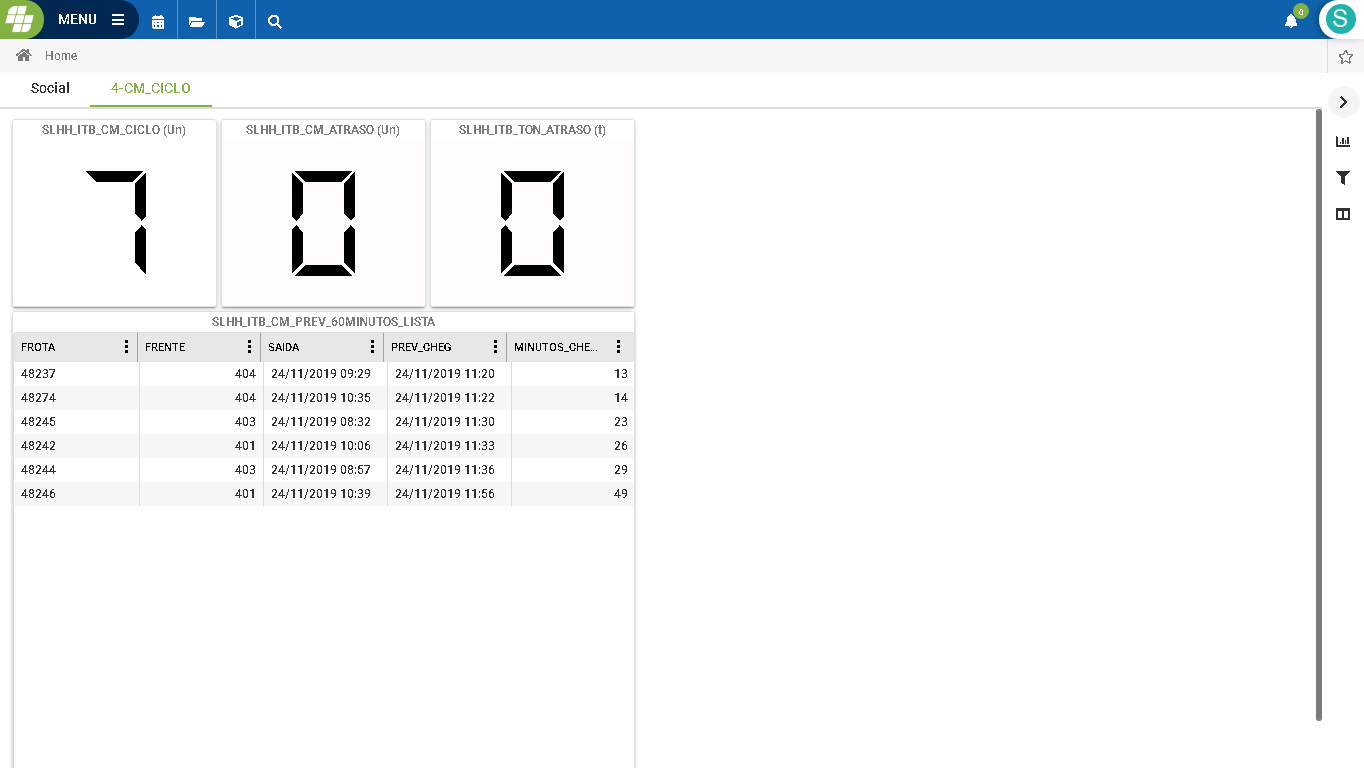 MENU
0
S
Home
Social 4-CM_CICLO
SLHH_ITB_CM_CICLO (Un) SLHH_ITB_CM_ATRASO (Un) SLHH_ITB_TON_ATRASO (t)
7 0 0
SLHH_ITB_CM_PREV_60MINUTOS_LISTA
FROTA FRENTE SAIDA PREV_CHEG MINUTOS_CHE...
48237 404 24/11/2019 09:29 24/11/2019 11:20 13
48274 404 24/11/2019 10:35 24/11/2019 11:22 14
48245 403 24/11/2019 08:32 24/11/2019 11:30 23
48242 401 24/11/2019 10:06 24/11/2019 11:33 26
48244 403 24/11/2019 08:57 24/11/2019 11:36 29
48246 401 24/11/2019 10:39 24/11/2019 11:56 49